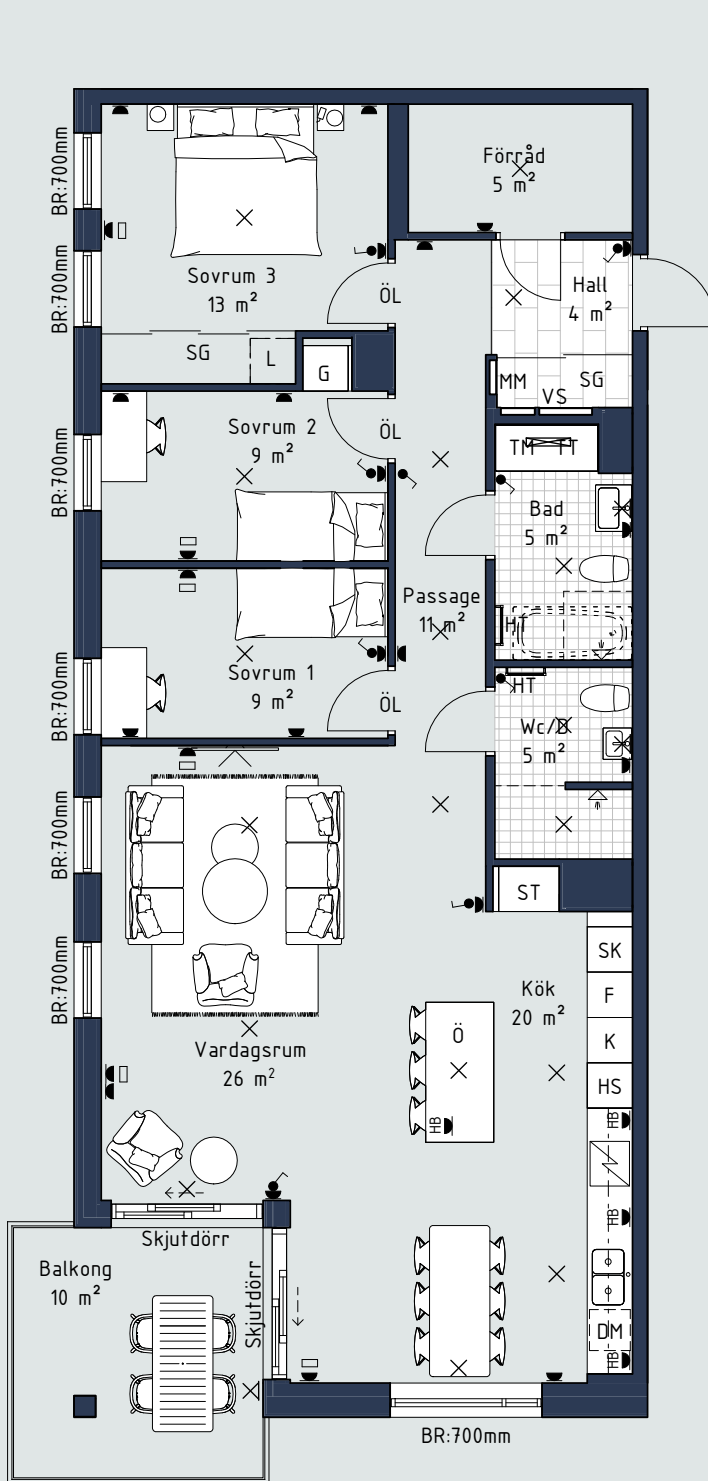 BR:700mm
BR:700mm
BR:700mm
BR:700mm
BR:700mm
BR:700mm
BR:700mm
Förråd
5 m²
Hall
4 m²
Sovrum 3
13 m²
ÖL
SG
L
G
MM
VS
SG
Sovrum 2
9 m²
ÖL
TM
FT
Bad
5 m²
Passage
11 m²
HT
Sovrum 1
9 m²
ÖL
HT
Wc/D
5 m²
ST
SK
F
K
HS
Kök
20 m²
Ö
HB
Vardagsrum
26 m²
HB
HB
Skjutdörr
Balkong
10 m²
Skjutdörr
DM
HB